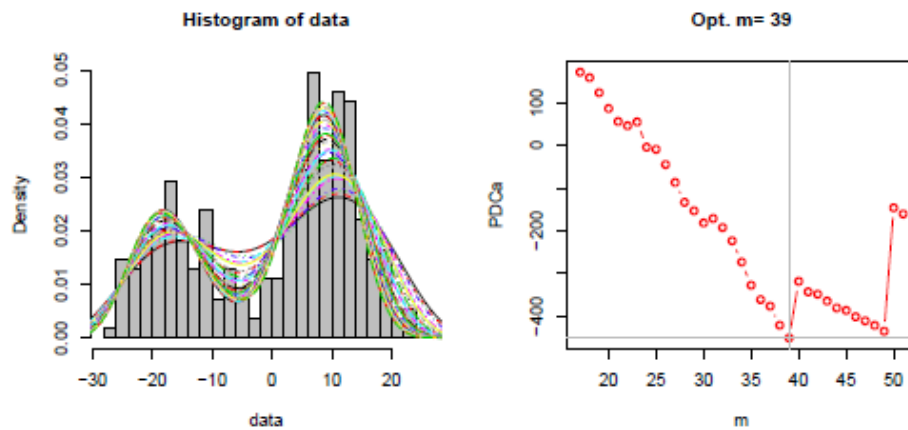 Histogram of data
Density
0.00 0.01 0.02 0.03 0.04 0.05
−30 −20 −10 0 10 20
data
Opt. m= 39
PDCa
−400 −200 0 100
20 25 30 35 40 45 50
m